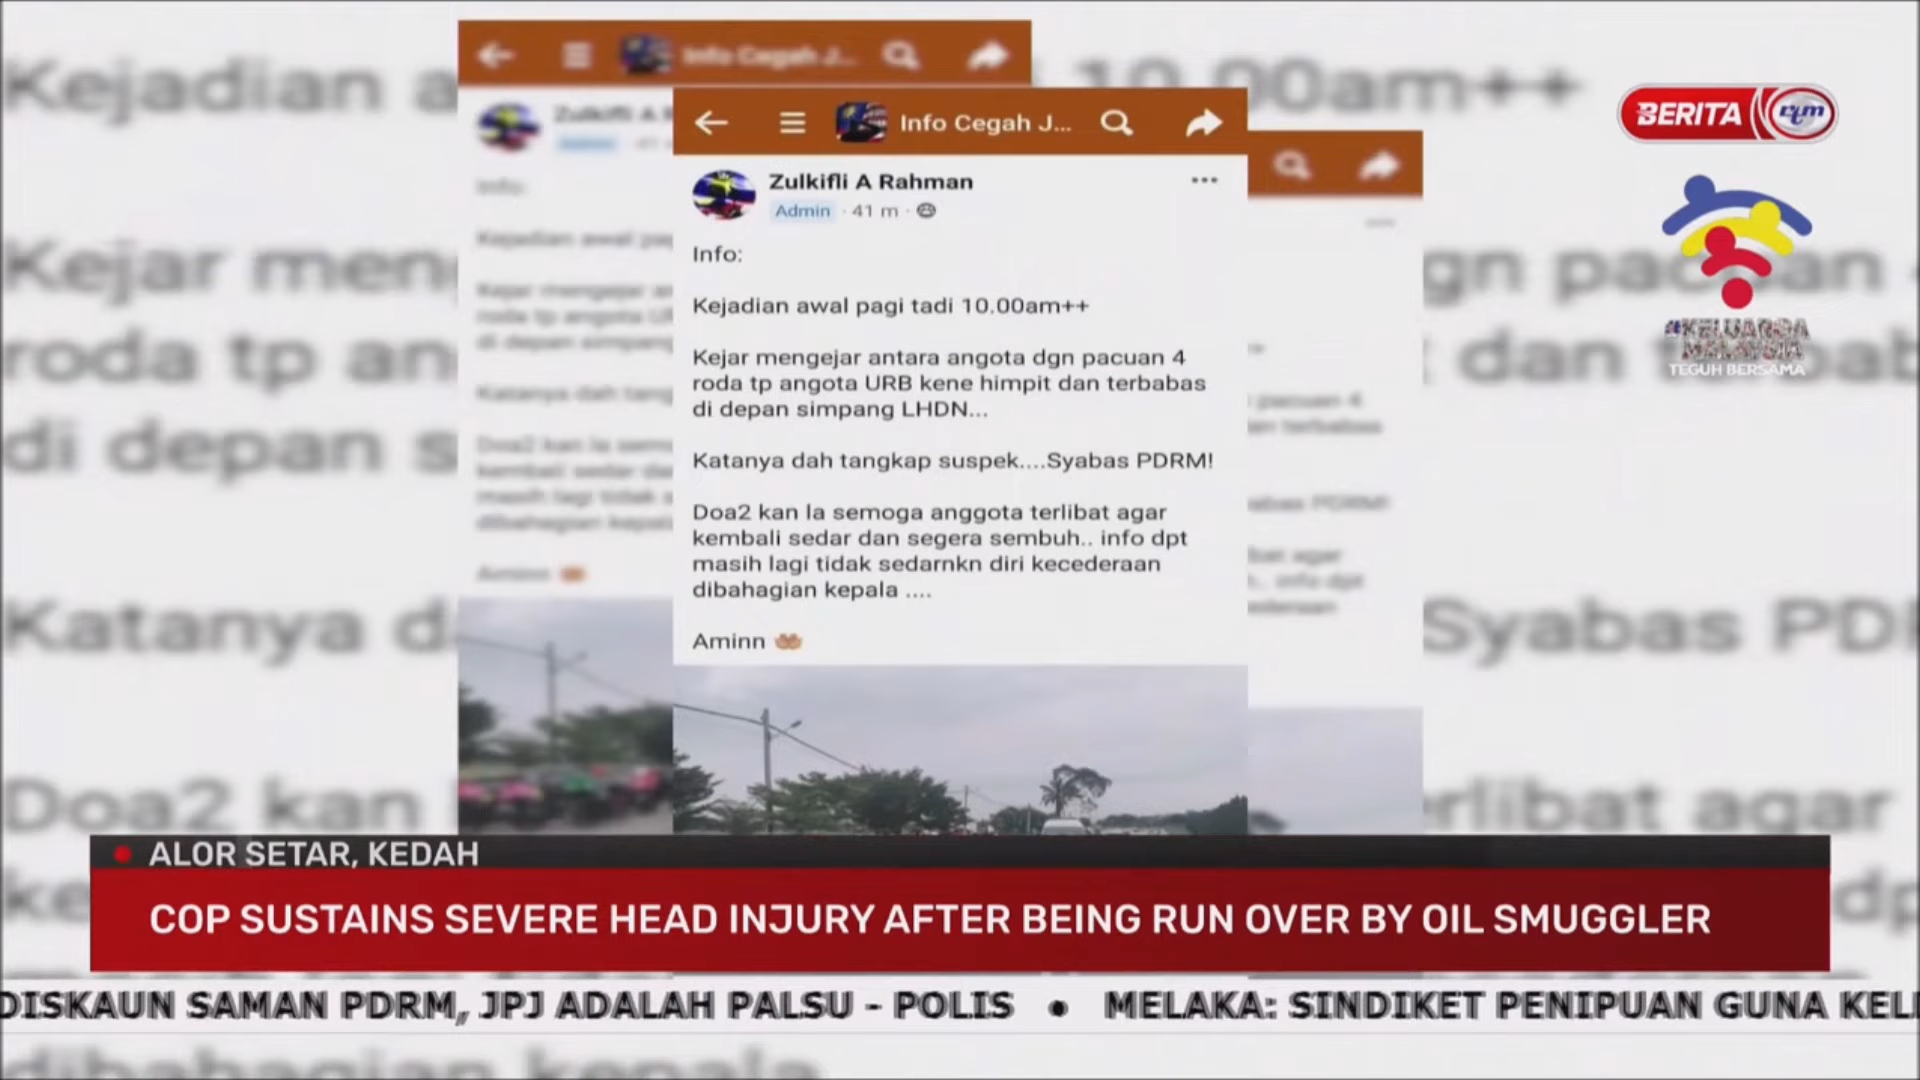 Info Cegah J...
Zulkifli A Rahman
Admin · 41 m
Info:
Kejadian awal pagi tadi 10.00am++
Kejar mengejar antara angota dgn pacuan 4
roda tp angota URB kene himpit dan terbabas
di depan simpang LHDN...
Katanya dah tangkap suspek....Syabas PDRM!
Doa2 kan la semoga anggota terlibat agar
kembali sedar dan segera sembuh.. info dpt
masih lagi tidak sedarnkn diri kecederaan
dibahagian kepala ....
Aminn 🤲
BERITA rtm
#KELUARGA
MALAYSIA
TEGUH BERSAMA
ALOR SETAR, KEDAH
COP SUSTAINS SEVERE HEAD INJURY AFTER BEING RUN OVER BY OIL SMUGGLER
DISKAUN SAMAN PDRM, JPJ ADALAH PALSU - POLIS • MELAKA: SINDIKET PENIPUAN GUNA KEL